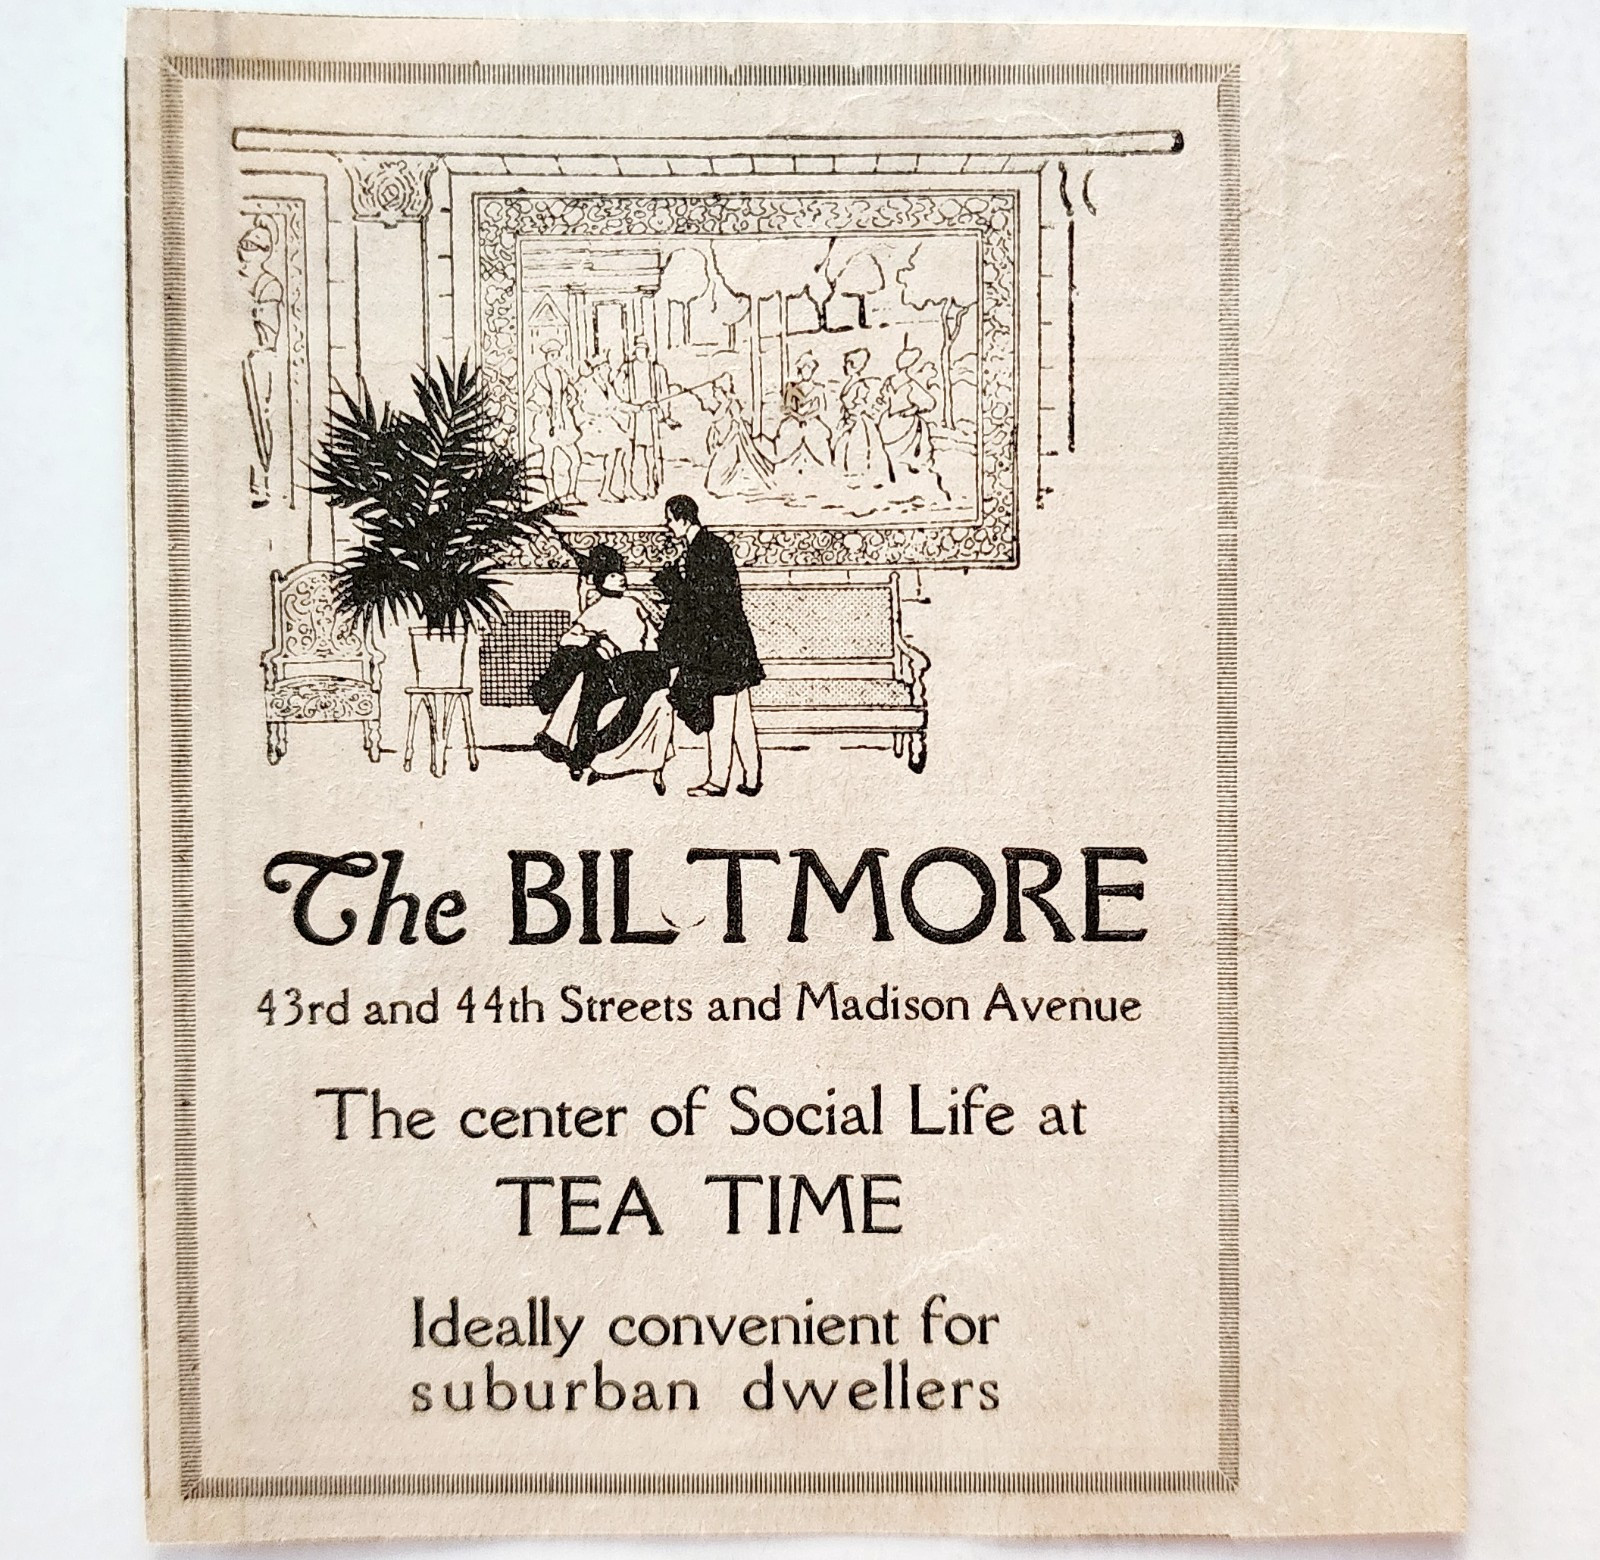 The BILTMORE
43rd and 44th Streets and Madison Avenue
The center of Social Life at
TEA TIME
Ideally convenient for
suburban dwellers